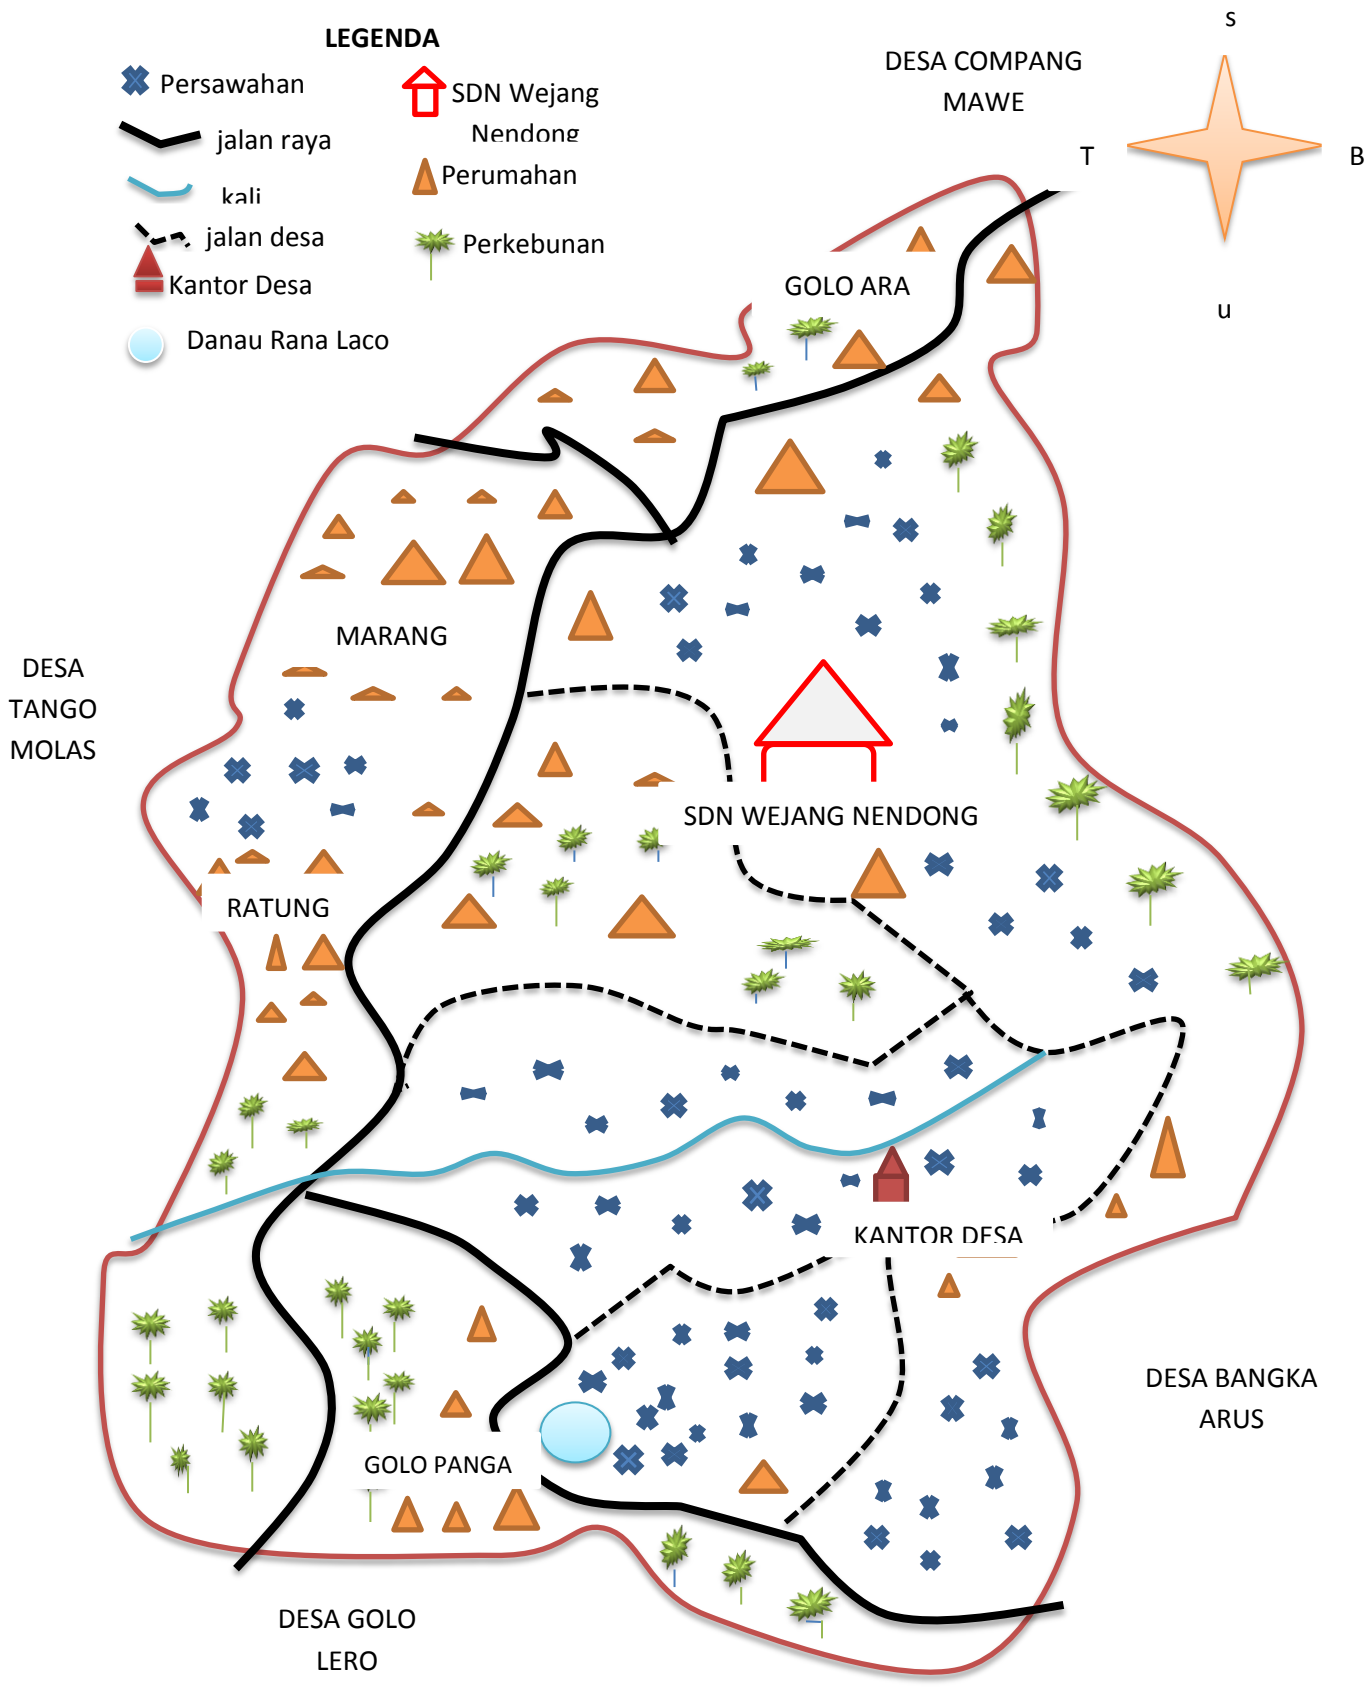 LEGENDA
Persawahan
jalan raya
kali
jalan desa
Kantor Desa
Danau Rana Laco
SDN Wejang
Nendong
Perumahan
Perkebunan
DESA COMPANG
MAWE
s
T
B
u
GOLO ARA
MARANG
DESA
TANGO
MOLAS
SDN WEJANG NENDONG
RATUNG
KANTOR DESA
DESA BANGKA
ARUS
GOLO PANGA
DESA GOLO
LERO